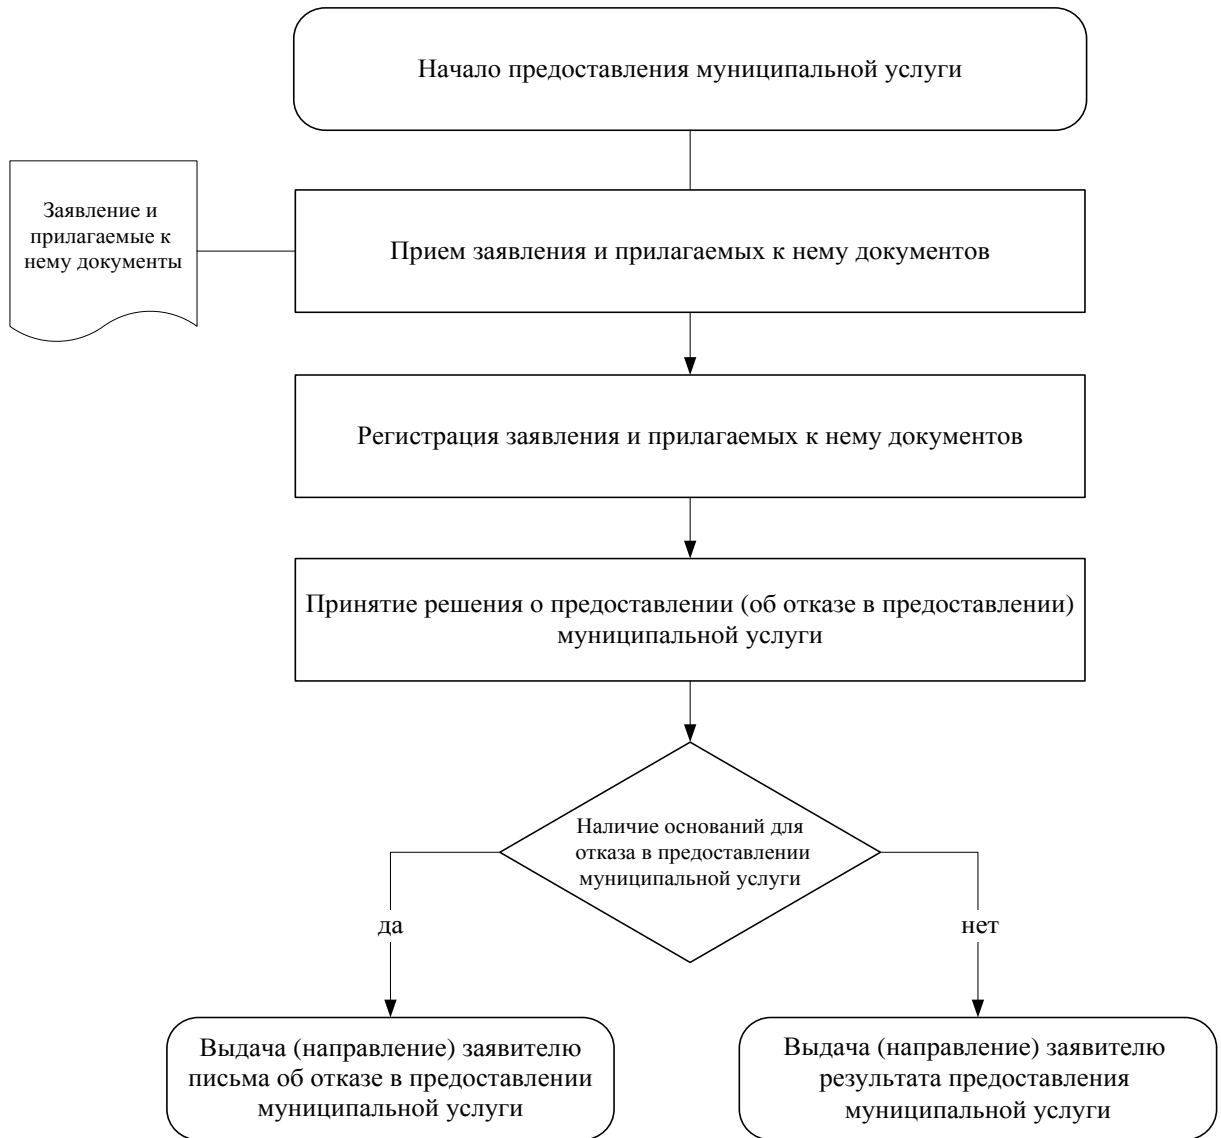 Начало предоставления муниципальной услуги
Заявление и
прилагаемые к
нему документы
Прием заявления и прилагаемых к нему документов
Регистрация заявления и прилагаемых к нему документов
Принятие решения о предоставлении (об отказе в предоставлении)
муниципальной услуги
Наличие оснований для
отказа в предоставлении
муниципальной услуги
да
нет
Выдача (направление) заявителю
письма об отказе в предоставлении
муниципальной услуги
Выдача (направление) заявителю
результата предоставления
муниципальной услуги